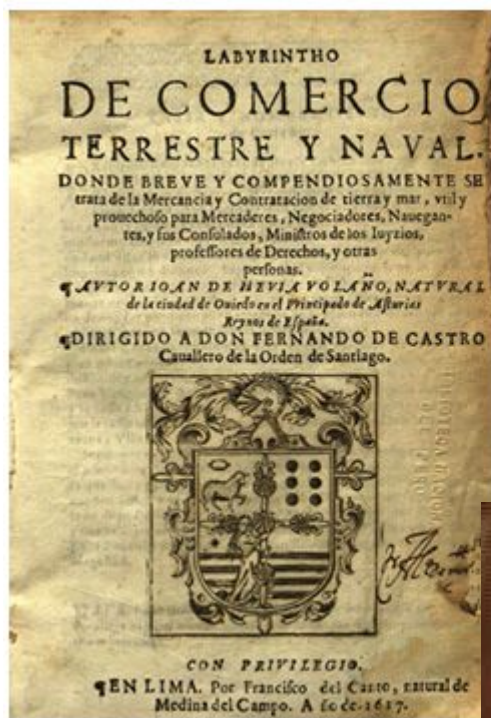 LABYRINTHO
DE COMERCIO
TERRESTRE Y NAVAL.
DONDE BREVE Y COMPENDIOSAMENTE SE
trata de la Mercancia y Contratacion de tierra y mar, vtil y
prouechoso para Mercaderes, Negociadores, Nauegan-
tes, y sus Consulados, Ministros de los Iuyzios,
professores de Derechos, y otras
personas.
¶AVTOR IOAN DE HEVIA VOLAÑO, NATVRAL
de la ciudad de Ouiedo en el Principado de Asturias
Reynos de España.
¶DIRIGIDO A DON FERNANDO DE CASTRO
Cauallero de la Orden de Santiago.
CON PRIVILEGIO.
¶EN LIMA. Por Francisco del Canto, natural de
Medina del Campo. Año de 1617.